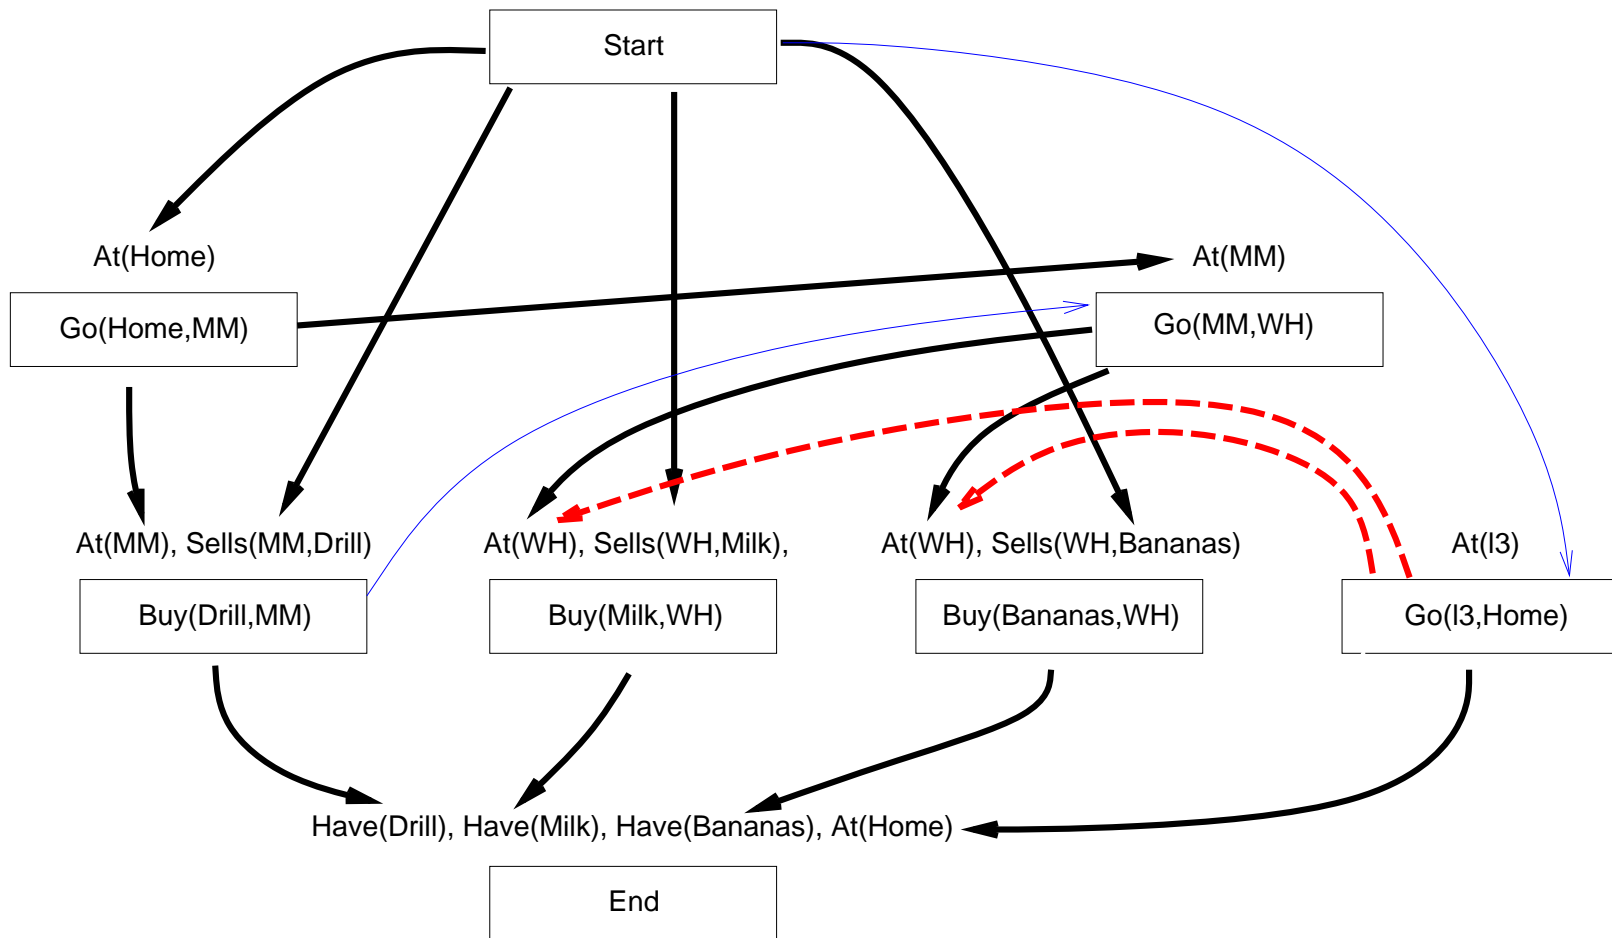 Start
At(Home)
At(MM)
Go(Home,MM)
Go(MM,WH)
At(MM), Sells(MM,Drill)
At(WH), Sells(WH,Milk),
At(WH), Sells(WH,Bananas)
At(l3)
Buy(Drill,MM)
Buy(Milk,WH)
Buy(Bananas,WH)
Go(l3,Home)
Have(Drill), Have(Milk), Have(Bananas), At(Home)
End